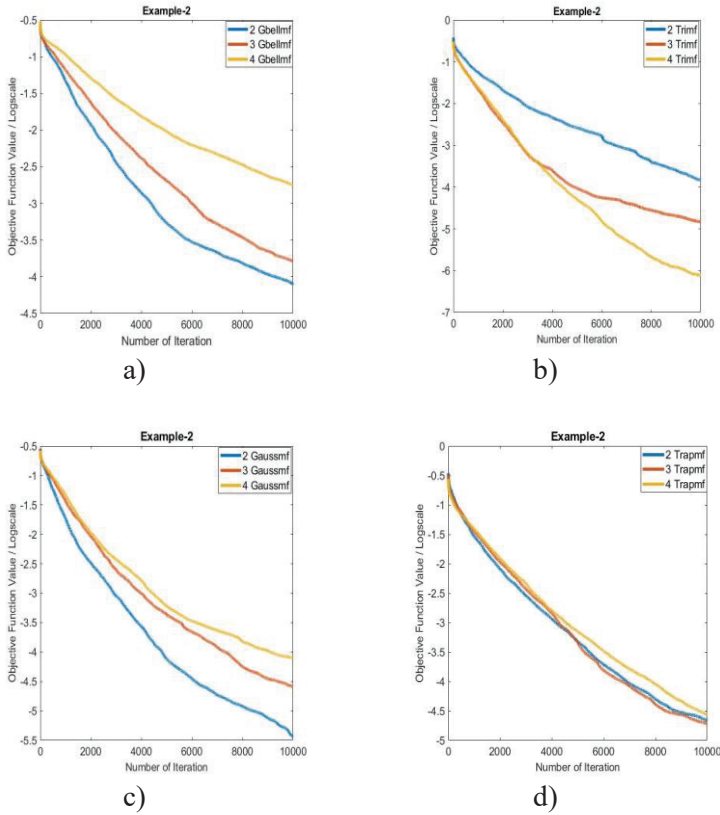 Example-2
2 Gbellmf
3 Gbellmf
4 Gbellmf
Objective Function Value / Logscale
-0.5
-1
-1.5
-2
-2.5
-3
-3.5
-4
-4.5
0 2000 4000 6000 8000 10000
Number of Iteration
a)
Example-2
2 Trimf
3 Trimf
4 Trimf
Objective Function Value / Logscale
0
-1
-2
-3
-4
-5
-6
-7
0 2000 4000 6000 8000 10000
Number of Iteration
b)
Example-2
2 Gaussmf
3 Gaussmf
4 Gaussmf
Objective Function Value / Logscale
-0.5
-1
-1.5
-2
-2.5
-3
-3.5
-4
-4.5
-5
-5.5
0 2000 4000 6000 8000 10000
Number of Iteration
c)
Example-2
2 Trapmf
3 Trapmf
4 Trapmf
Objective Function Value / Logscale
0
-0.5
-1
-1.5
-2
-2.5
-3
-3.5
-4
-4.5
-5
0 2000 4000 6000 8000 10000
Number of Iteration
d)